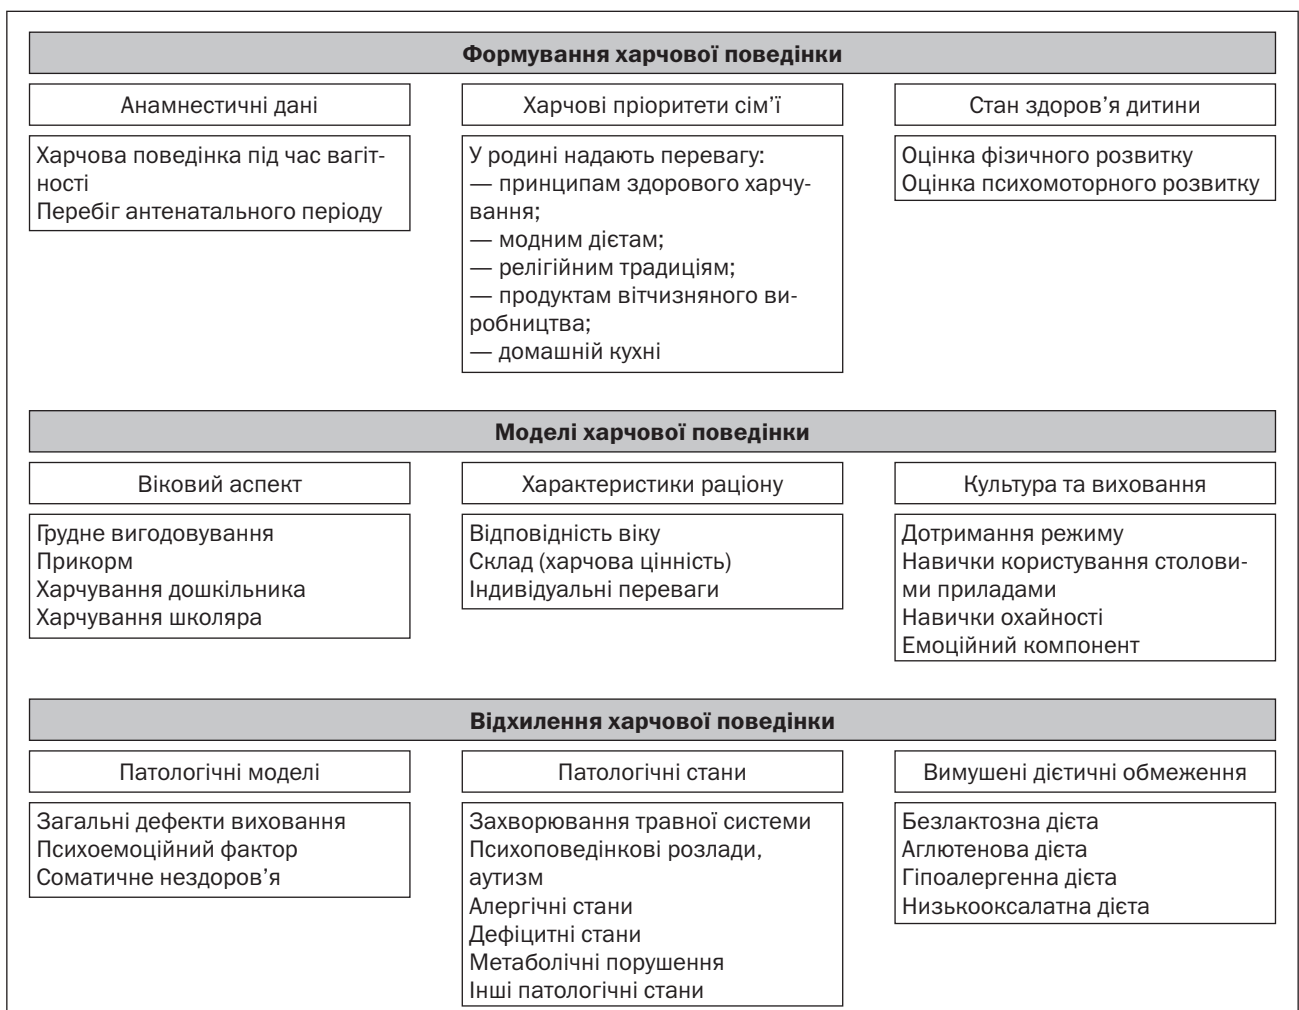 Формування харчової поведінки
Анамнестичні дані
Харчова поведінка під час вагіт-
ності
Перебіг антенатального періоду
Харчові пріоритети сім’ї
У родині надають перевагу:
— принципам здорового харчу-
вання;
— модним дієтам;
— релігійним традиціям;
— продуктам вітчизняного ви-
робництва;
— домашній кухні
Стан здоров’я дитини
Оцінка фізичного розвитку
Оцінка психомоторного розвитку
Моделі харчової поведінки
Віковий аспект
Грудне вигодовування
Прикорм
Харчування дошкільника
Харчування школяра
Характеристики раціону
Відповідність віку
Склад (харчова цінність)
Індивідуальні переваги
Культура та виховання
Дотримання режиму
Навички користування столови-
ми приладами
Навички охайності
Емоційний компонент
Відхилення харчової поведінки
Патологічні моделі
Загальні дефекти виховання
Психоемоційний фактор
Соматичне нездоров’я
Патологічні стани
Захворювання травної системи
Психоповедінкові розлади,
аутизм
Алергічні стани
Дефіцитні стани
Метаболічні порушення
Інші патологічні стани
Вимушені дієтичні обмеження
Безлактозна дієта
Аглютенова дієта
Гіпоалергенна дієта
Низькооксалатна дієта